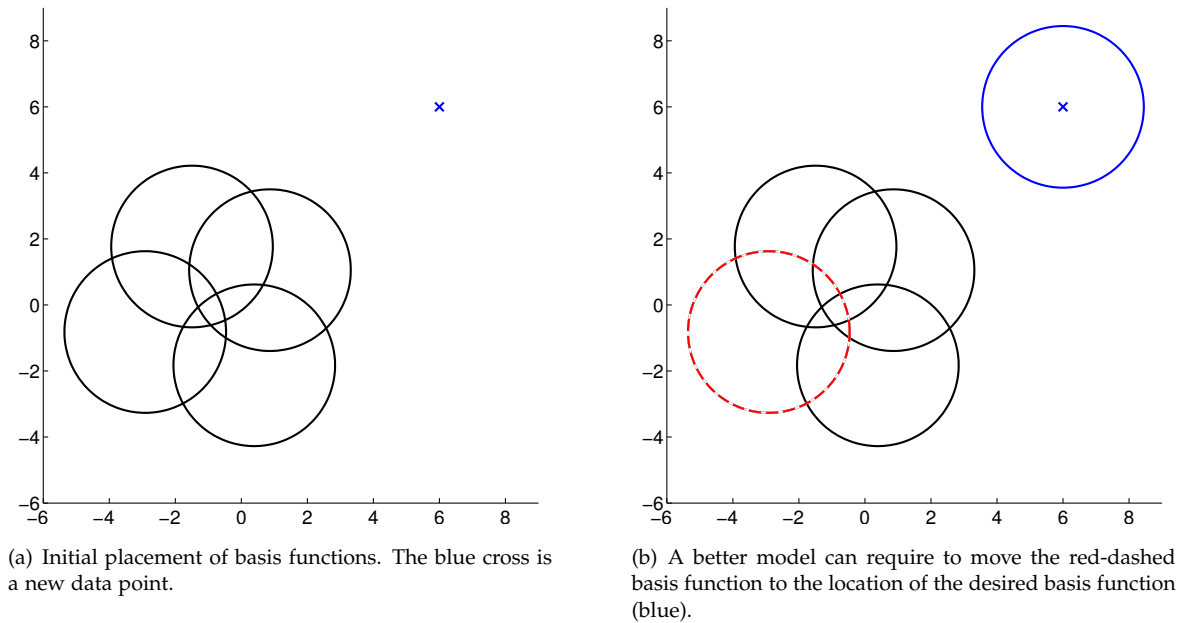 8
6
4
2
0
−2
−4
−6
−6 −4 −2 0 2 4 6 8
(a) Initial placement of basis functions. The blue cross is
a new data point.
8
6
4
2
0
−2
−4
−6
−6 −4 −2 0 2 4 6 8
(b) A better model can require to move the red-dashed
basis function to the location of the desired basis function
(blue).